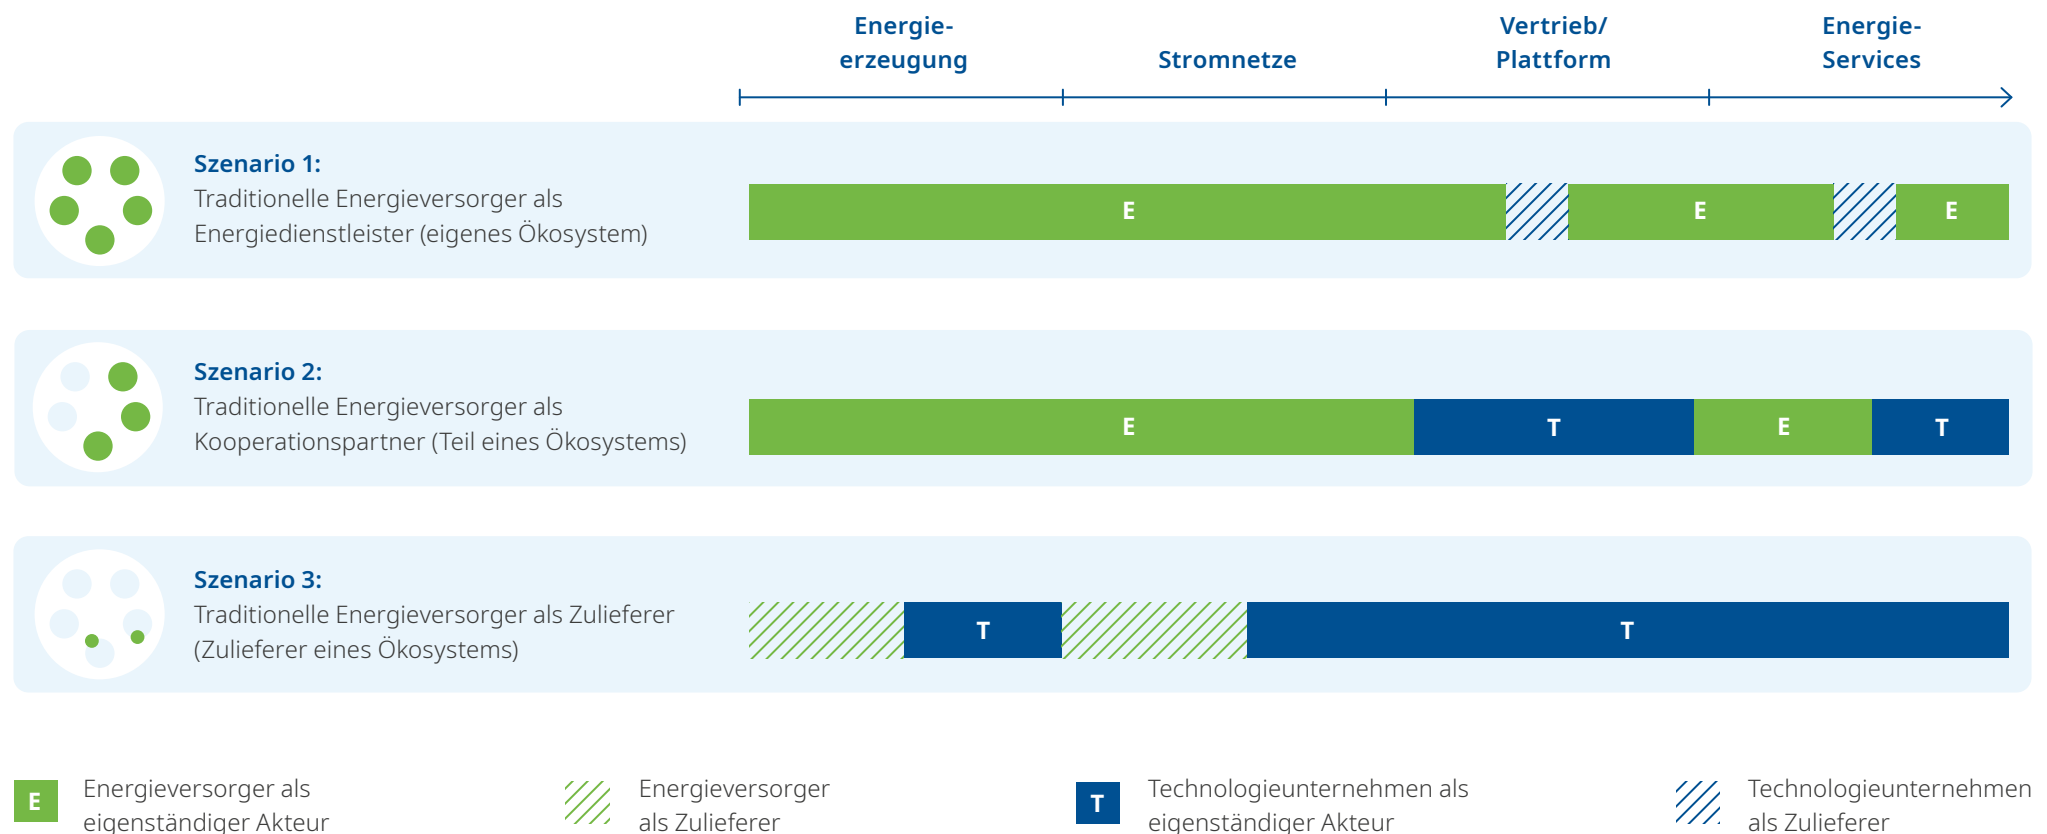 Energie-
erzeugung
Stromnetze
Vertrieb/
Plattform
Energie-
Services
Szenario 1:
Traditionelle Energieversorger als
Energiedienstleister (eigenes Ökosystem)
E
E
E
Szenario 2:
Traditionelle Energieversorger als
Kooperationspartner (Teil eines Ökosystems)
E
T
E
T
Szenario 3:
Traditionelle Energieversorger als Zulieferer
(Zulieferer eines Ökosystems)
T
T
E
Energieversorger als
eigenständiger Akteur
Energieversorger
als Zulieferer
T
Technologieunternehmen als
eigenständiger Akteur
Technologieunternehmen
als Zulieferer